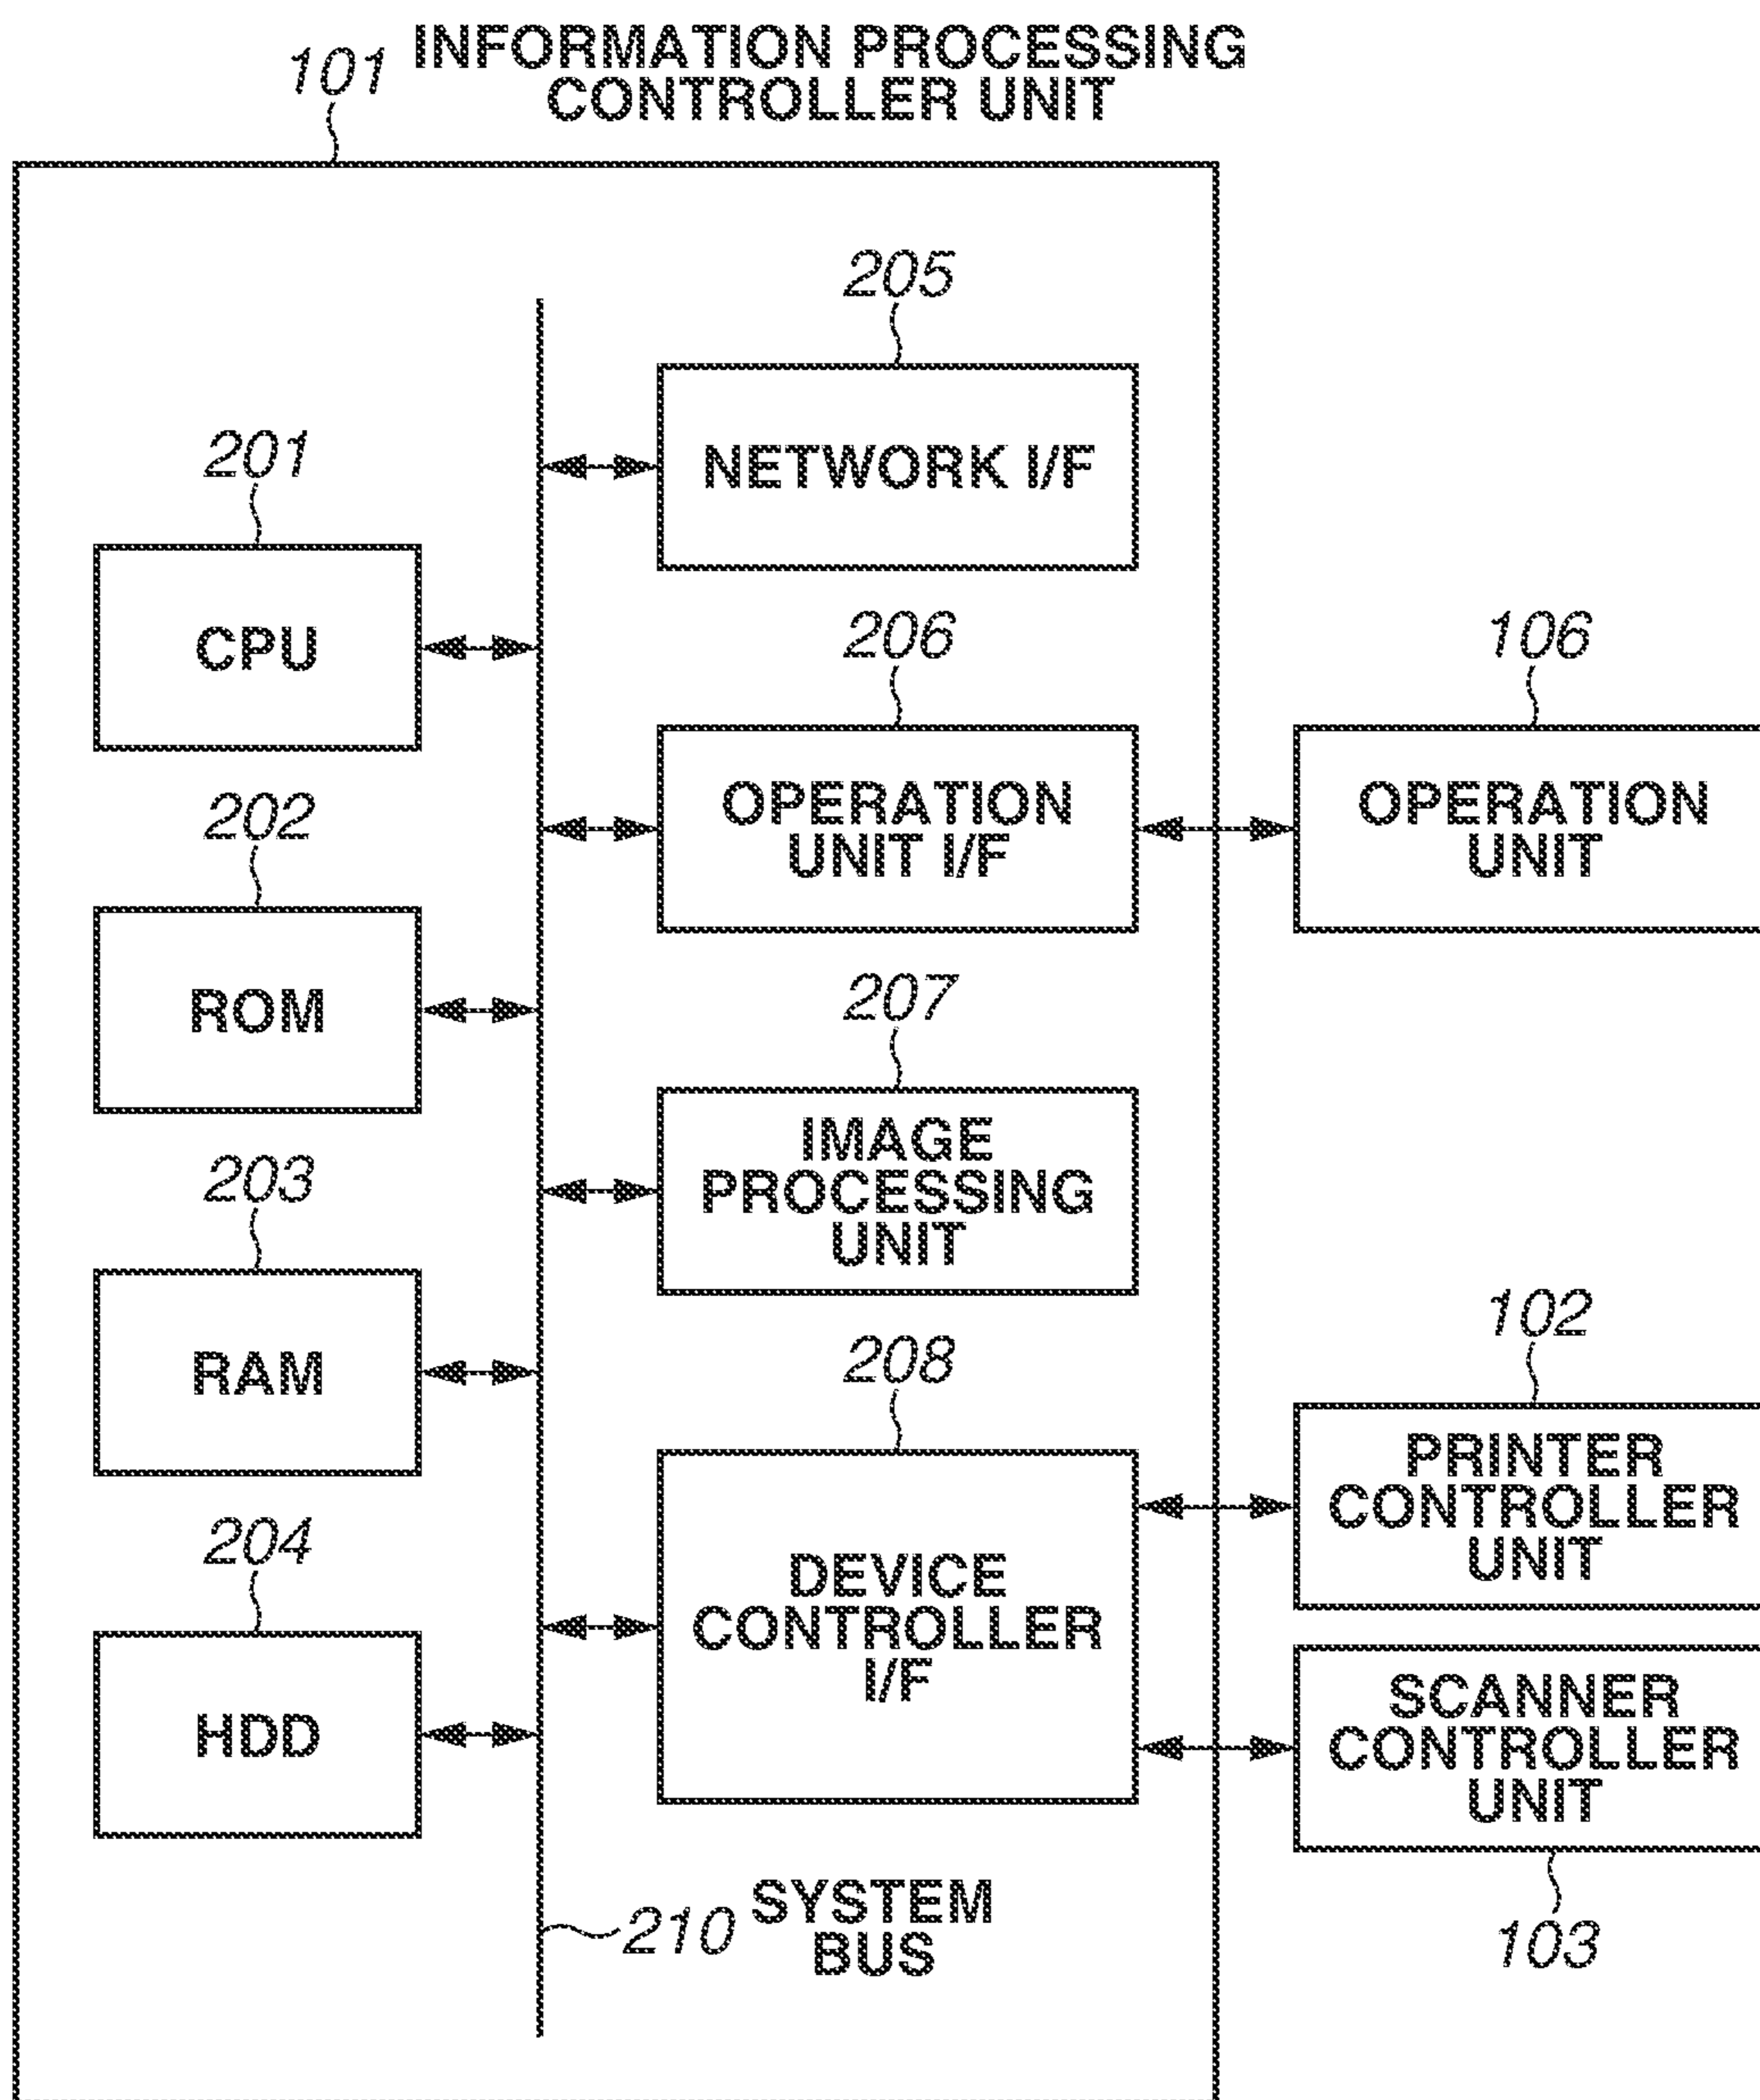 101
INFORMATION PROCESSING
CONTROLLER UNIT
205
NETWORK I/F
201
CPU
206
OPERATION
UNIT I/F
106
OPERATION
UNIT
202
ROM
207
IMAGE
PROCESSING
UNIT
203
RAM
208
DEVICE
CONTROLLER
I/F
102
PRINTER
CONTROLLER
UNIT
204
HDD
SCANNER
CONTROLLER
UNIT
103
210
SYSTEM
BUS